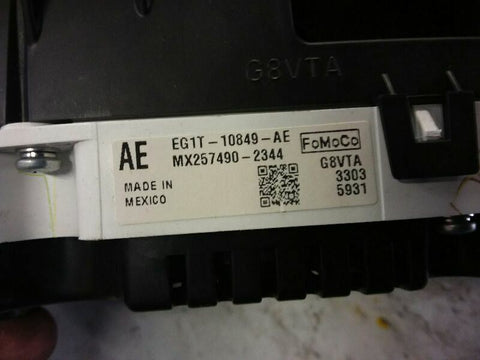 G8VTA
AE EG1T-10849-AE FoMoCo
MX257490-2344 G8VTA
MADE IN 3303
MEXICO 5931